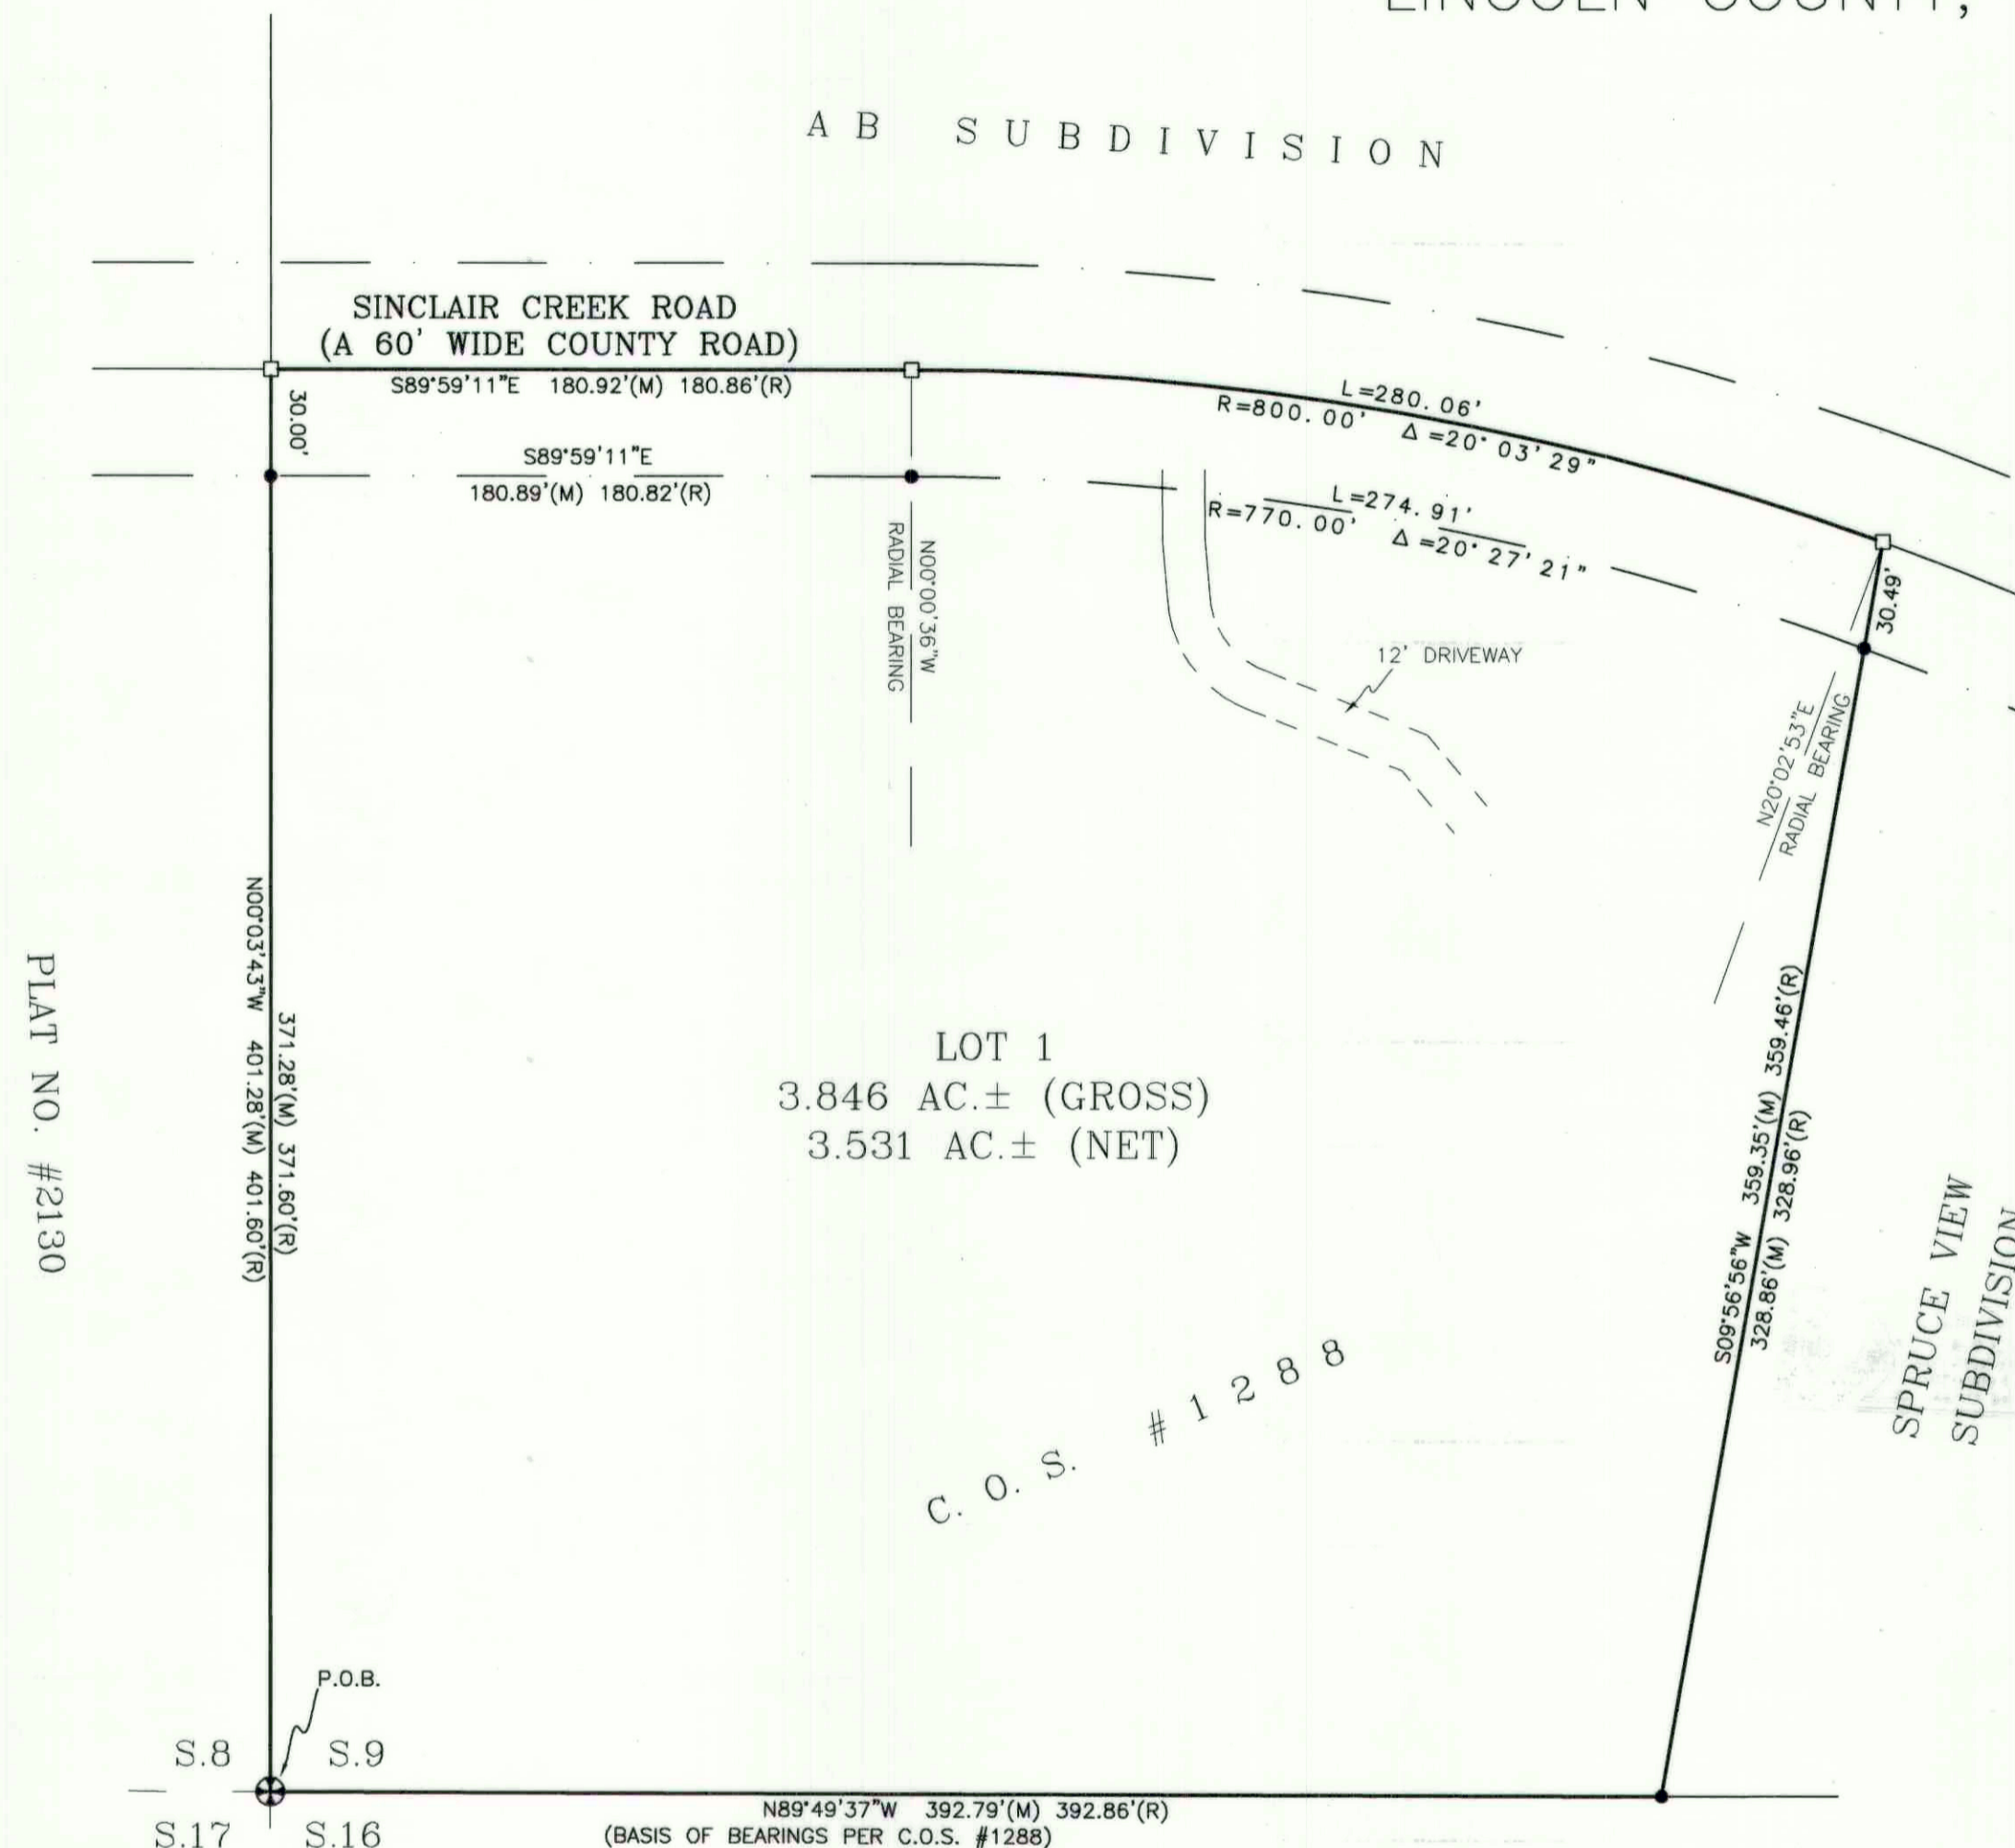 LINCOLN COUNTY,
AB SUBDIVISION
SINCLAIR CREEK ROAD
(A 60' WIDE COUNTY ROAD)
S89°59'11"E 180.92'(M) 180.86'(R)
30.00'
S89°59'11"E
180.89'(M) 180.82'(R)
L=280.06'
R=800.00' Δ=20°03'29"
L=274.91'
R=770.00' Δ=20°27'21"
30.49'
N00°00'36"W
RADIAL BEARING
12' DRIVEWAY
N20°02'53"E
RADIAL BEARING
N00°03'43"W 401.28'(M) 401.60'(R)
371.28'(M) 371.60'(R)
PLAT NO. #2130
LOT 1
3.846 AC.± (GROSS)
3.531 AC.± (NET)
S09°56'56"W 359.35'(M) 359.46'(R)
328.86'(M) 328.96'(R)
SPRUCE VIEW
SUBDIVISION
C.O.S. #1288
P.O.B.
S.8 S.9
S.17 S.16
N89°49'37"W 392.79'(M) 392.86'(R)
(BASIS OF BEARINGS PER C.O.S. #1288)